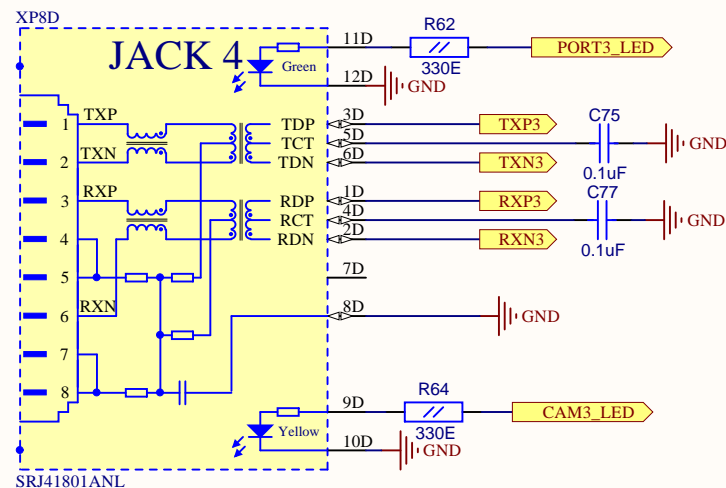 XP8D
JACK 4
Green
11D
R62
330E
PORT3_LED
12D
GND
1
TXP
TDP
3D
TXP3
TCT
5D
C75
0.1uF
GND
2
TXN
TDN
6D
TXN3
3
RXP
RDP
1D
RXP3
RCT
4D
C77
0.1uF
GND
4
RDN
2D
RXN3
5
7D
6
RXN
8D
GND
7
8
Yellow
9D
R64
330E
CAM3_LED
10D
GND
SRJ41801ANL